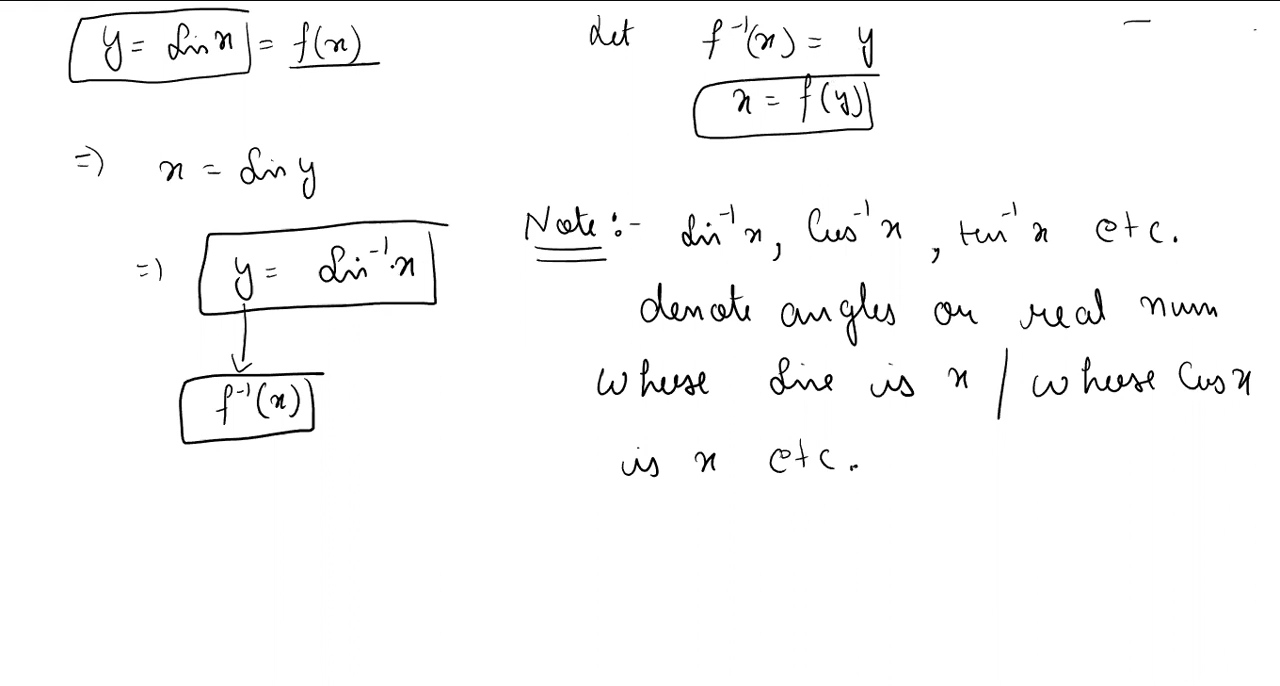 y = sin x = f(x)
⇒ x = sin y
⇒ y = sin⁻¹x
f⁻¹(x)
Let f⁻¹(x) = y
x = f(y)
Note :- sin⁻¹x, cos⁻¹x, tan⁻¹x etc.
denote angles or real num
whose sine is x / whose cos x
is x etc.